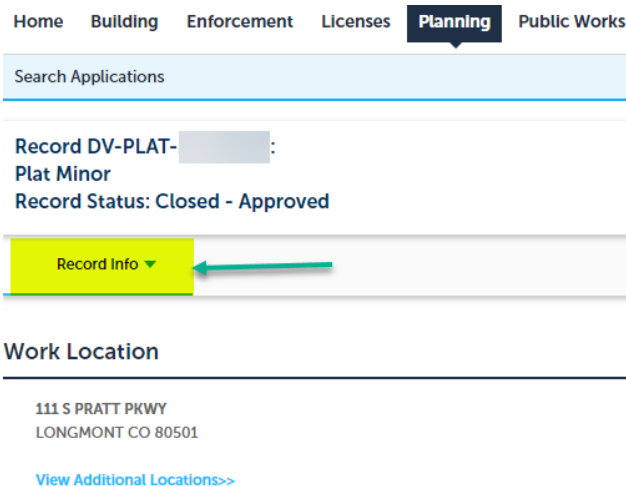 Home Building Enforcement Licenses Planning Public Works
Search Applications
Record DV-PLAT- :
Plat Minor
Record Status: Closed - Approved
Record Info
Work Location
111 S PRATT PKWY
LONGMONT CO 80501
View Additional Locations>>